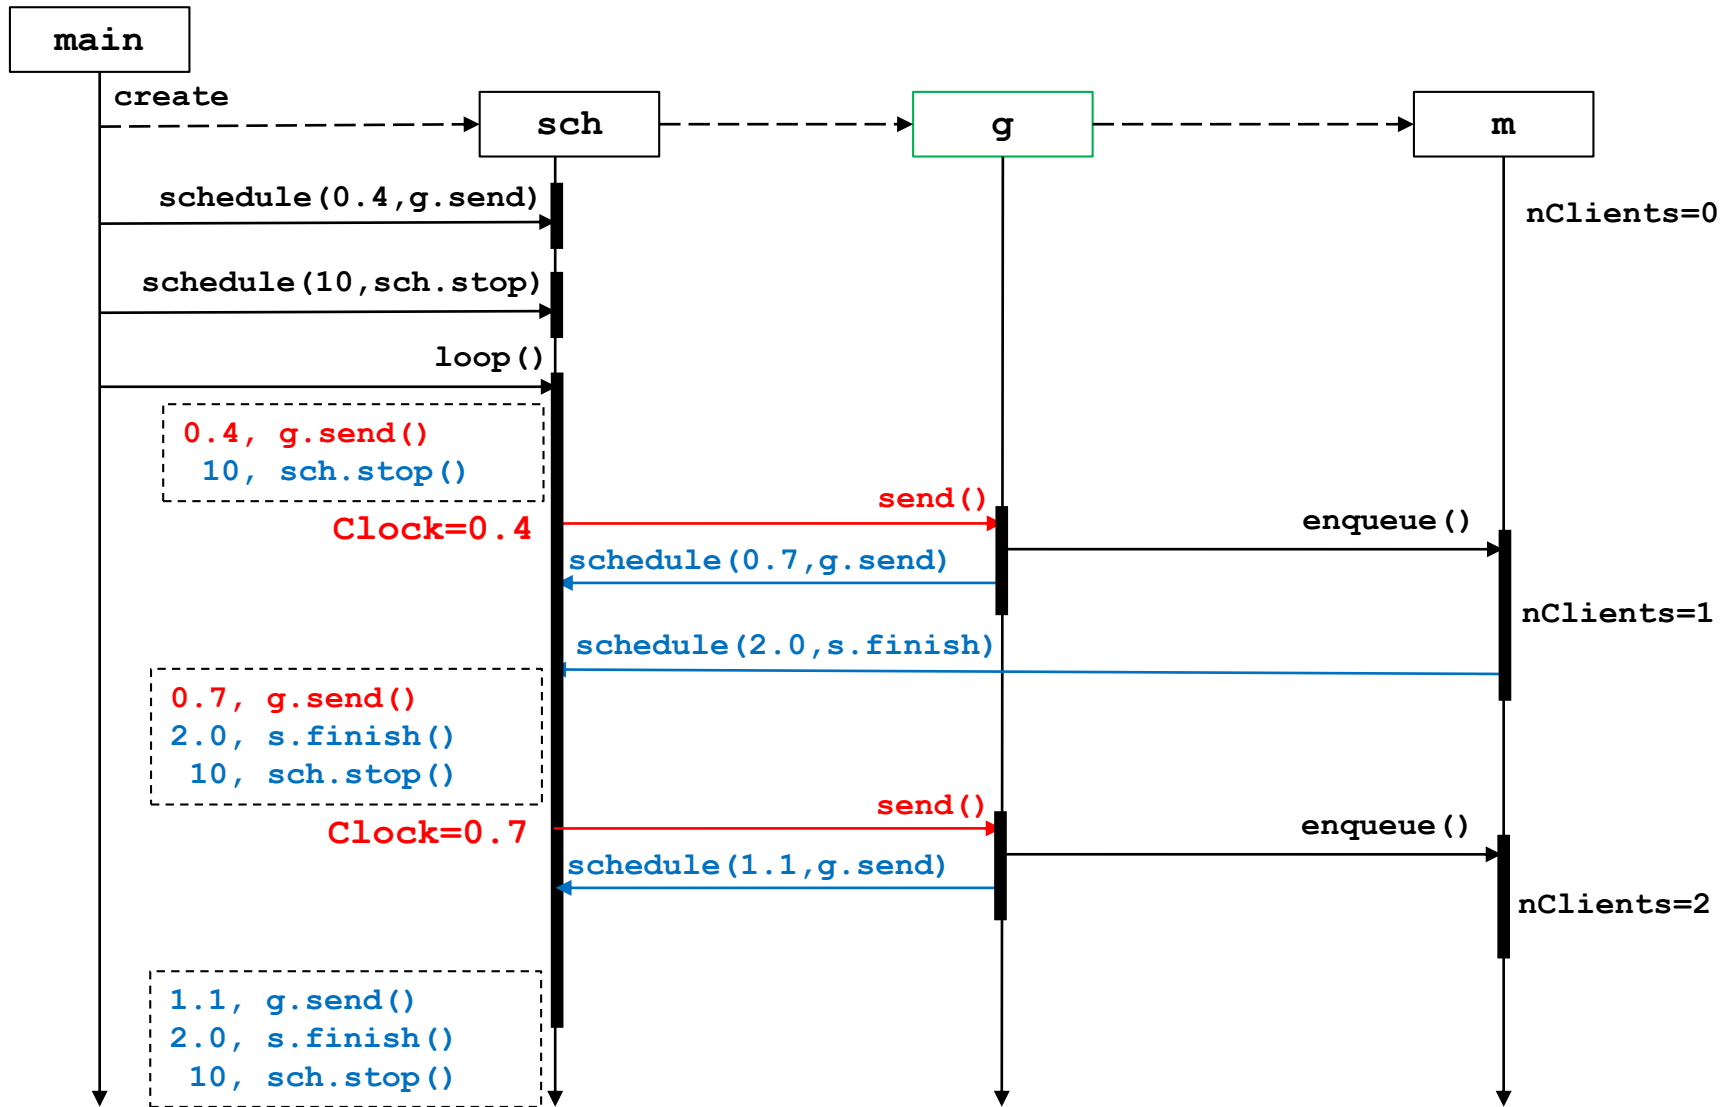 main
create
sch
g
m
schedule(0.4,g.send)
nClients=0
schedule(10,sch.stop)
loop()
0.4, g.send()
10, sch.stop()
send()
Clock=0.4
enqueue()
schedule(0.7,g.send)
nClients=1
schedule(2.0,s.finish)
0.7, g.send()
2.0, s.finish()
10, sch.stop()
send()
Clock=0.7
enqueue()
schedule(1.1,g.send)
nClients=2
1.1, g.send()
2.0, s.finish()
10, sch.stop()